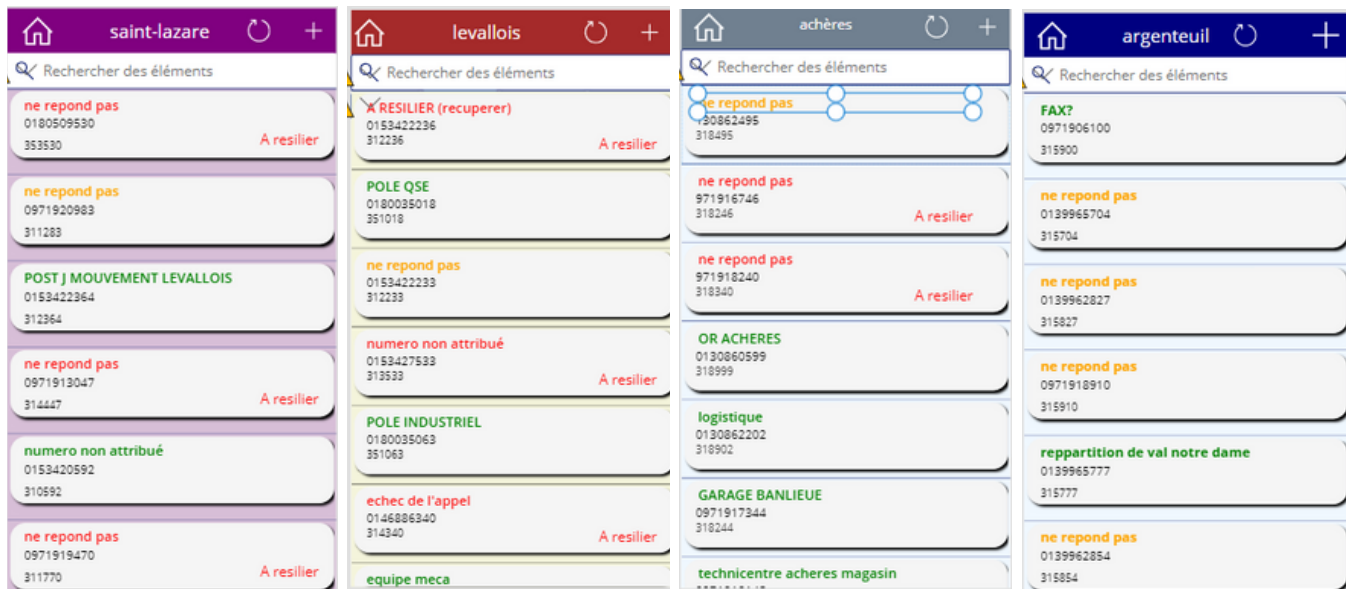 saint-lazare
Rechercher des éléments
ne repond pas
0180509530
353530
A resilier
ne repond pas
0971920983
311283
POST J MOUVEMENT LEVALLOIS
0153422364
312364
ne repond pas
0971913047
314447
A resilier
numero non attribué
0153420592
310592
ne repond pas
0971919470
311770
A resilier
levallois
Rechercher des éléments
A RESILIER (recuperer)
0153422236
312236
A resilier
POLE QSE
0180035018
351018
ne repond pas
0153422233
312233
numero non attribué
0153427533
313533
A resilier
POLE INDUSTRIEL
0180035063
351063
echec de l'appel
0146886340
314340
A resilier
equipe meca
achères
Rechercher des éléments
ne repond pas
130862495
318495
ne repond pas
971916746
318246
A resilier
ne repond pas
971918240
318340
A resilier
OR ACHERES
0130860599
318999
logistique
0130862202
318902
GARAGE BANLIEUE
0971917344
318244
technicentre acheres magasin
argenteuil
Rechercher des éléments
FAX?
0971906100
315900
ne repond pas
0139965704
315704
ne repond pas
0139962827
315827
ne repond pas
0971918910
315910
reppartition de val notre dame
0139965777
315777
ne repond pas
0139962854
315854